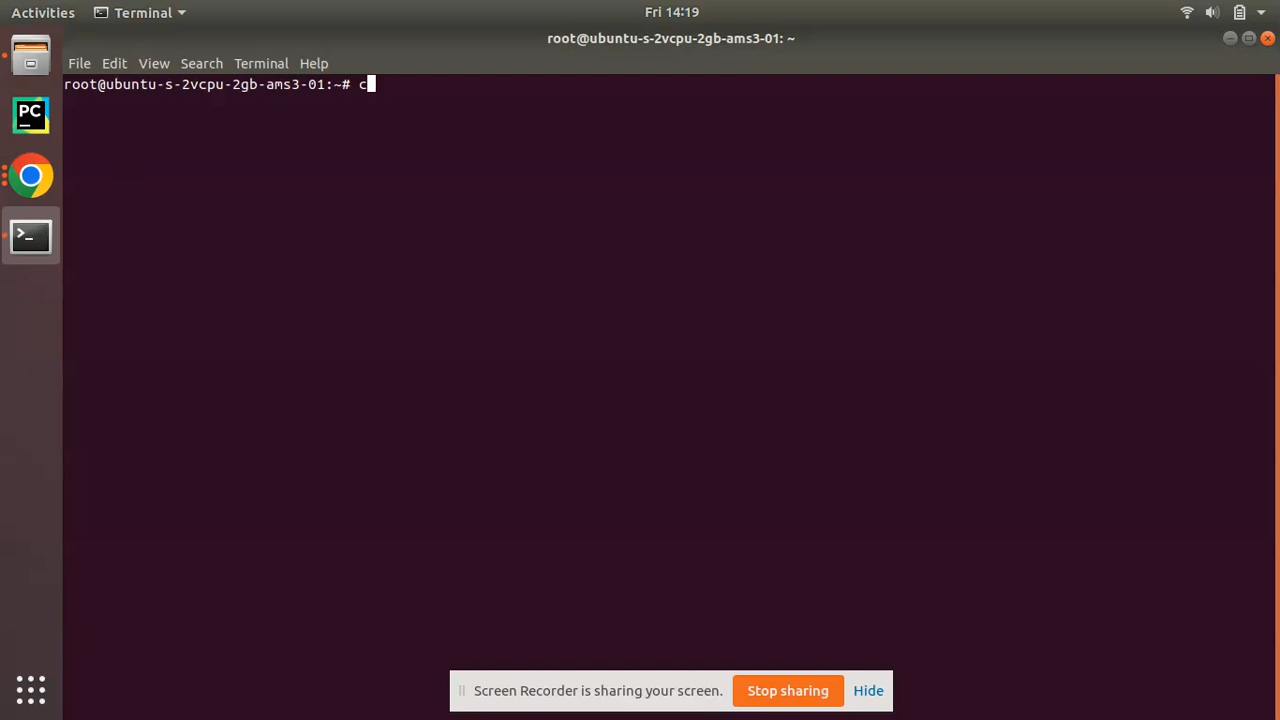 Activities Terminal Fri 14:19
root@ubuntu-s-2vcpu-2gb-ams3-01: ~
File Edit View Search Terminal Help
root@ubuntu-s-2vcpu-2gb-ams3-01:~# c
PC
>_
Screen Recorder is sharing your screen. Stop sharing Hide